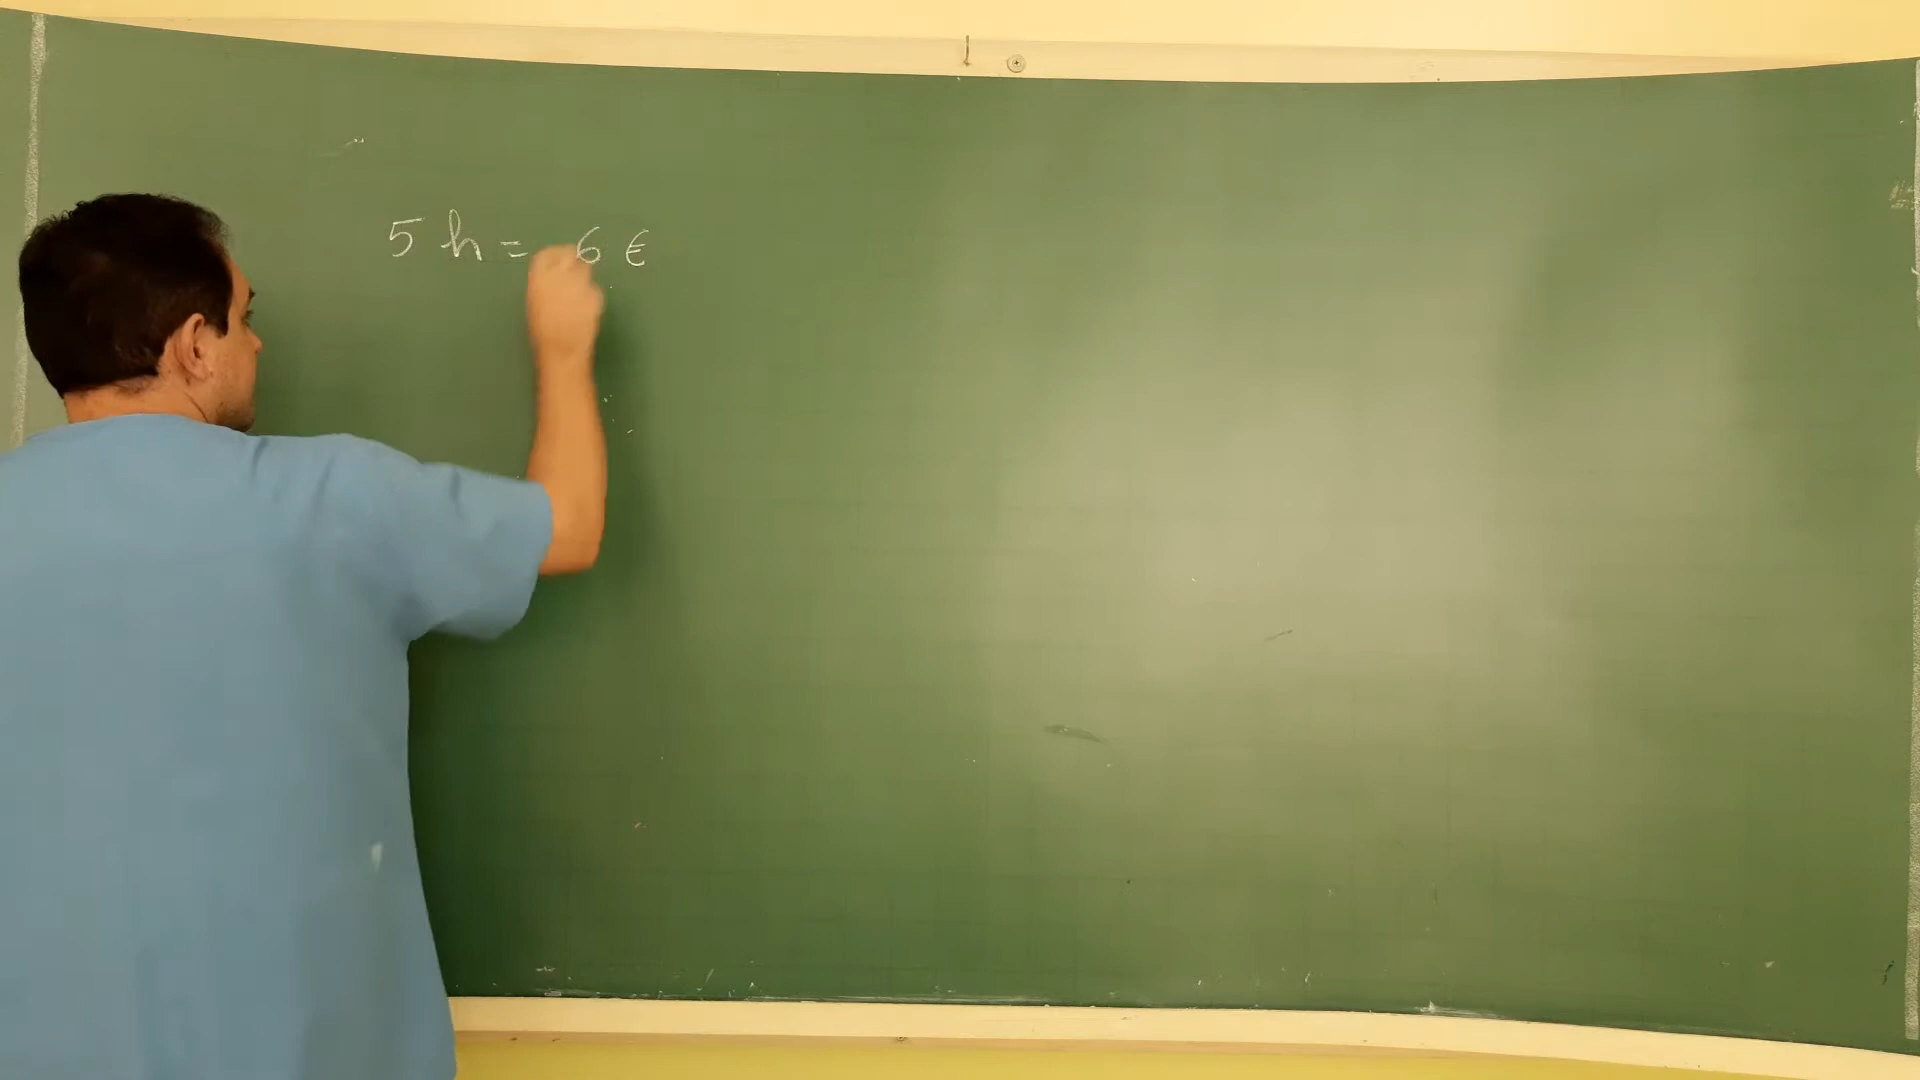 5 h = 6 €